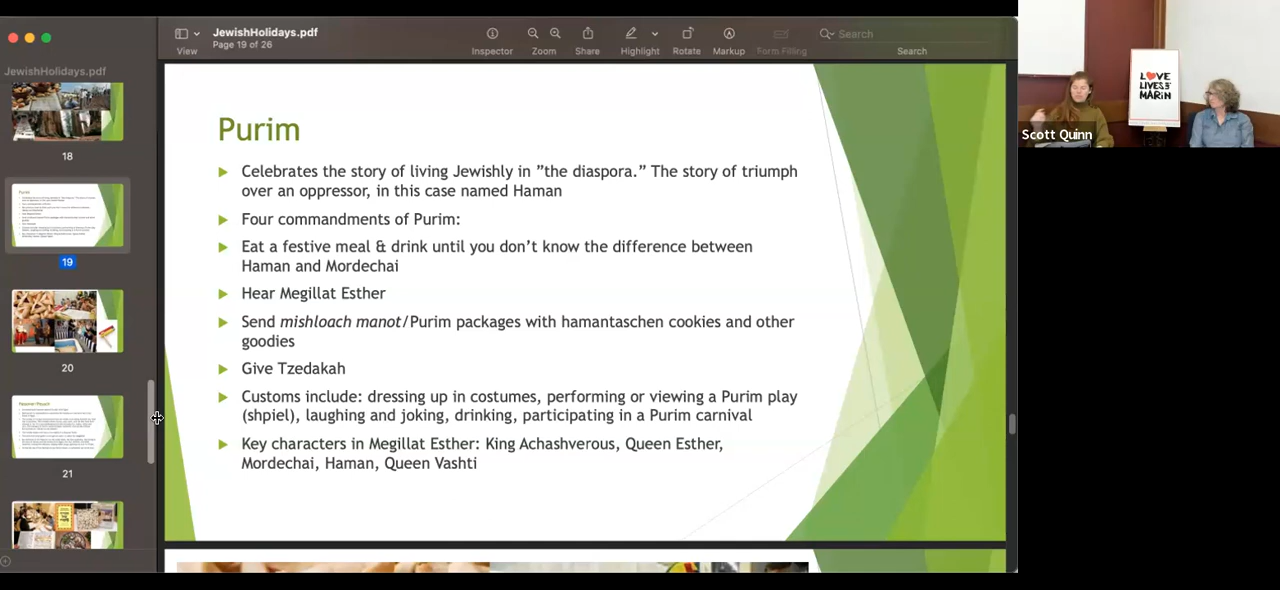 JewishHolidays.pdf
Page 19 of 26
View
Inspector
Zoom
Share
Highlight
Rotate
Markup
Form Filling
Search
Search
JewishHolidays.pdf
18
19
20
21
Purim
Celebrates the story of living Jewishly in ”the diaspora.” The story of triumph
over an oppressor, in this case named Haman
Four commandments of Purim:
Eat a festive meal & drink until you don’t know the difference between
Haman and Mordechai
Hear Megillat Esther
Send mishloach manot/Purim packages with hamantaschen cookies and other
goodies
Give Tzedakah
Customs include: dressing up in costumes, performing or viewing a Purim play
(shpiel), laughing and joking, drinking, participating in a Purim carnival
Key characters in Megillat Esther: King Achashverous, Queen Esther,
Mordechai, Haman, Queen Vashti
LOVE
LIVES IN
MARIN
Scott Quinn